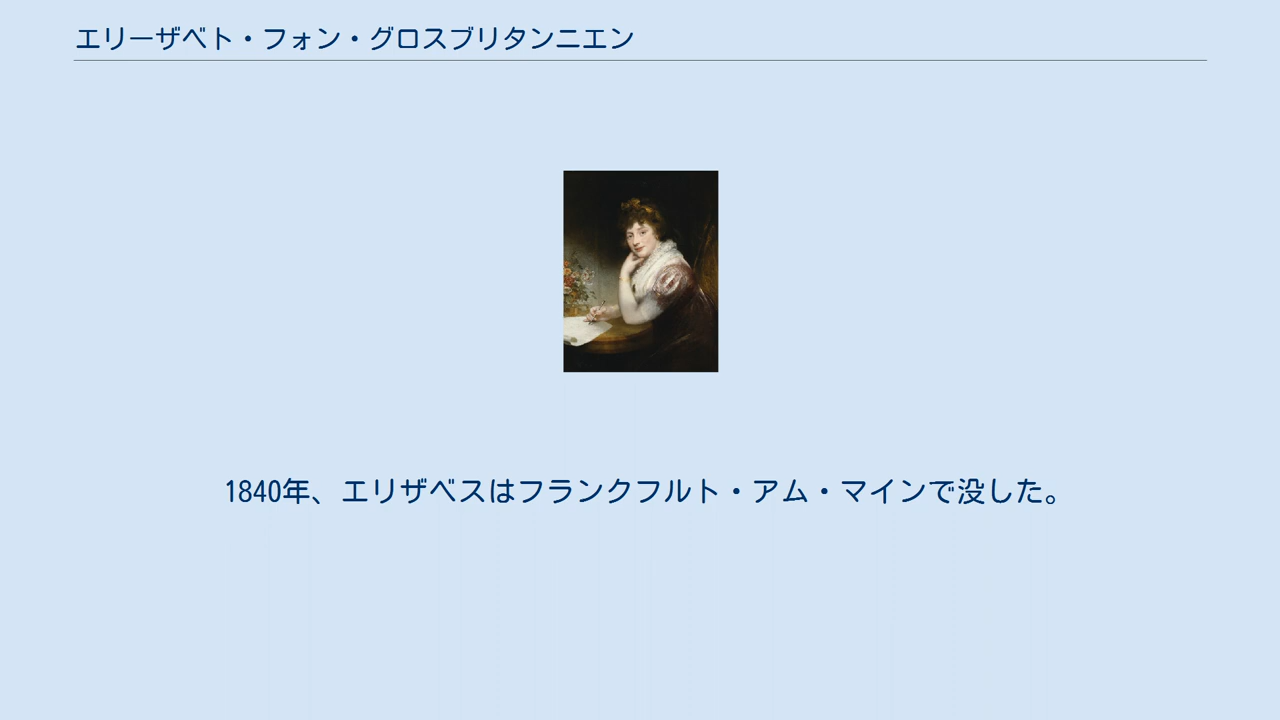 エリーザベト・フォン・グロスブリタンニエン
1840年、エリザベスはフランクフルト・アム・マインで没した。